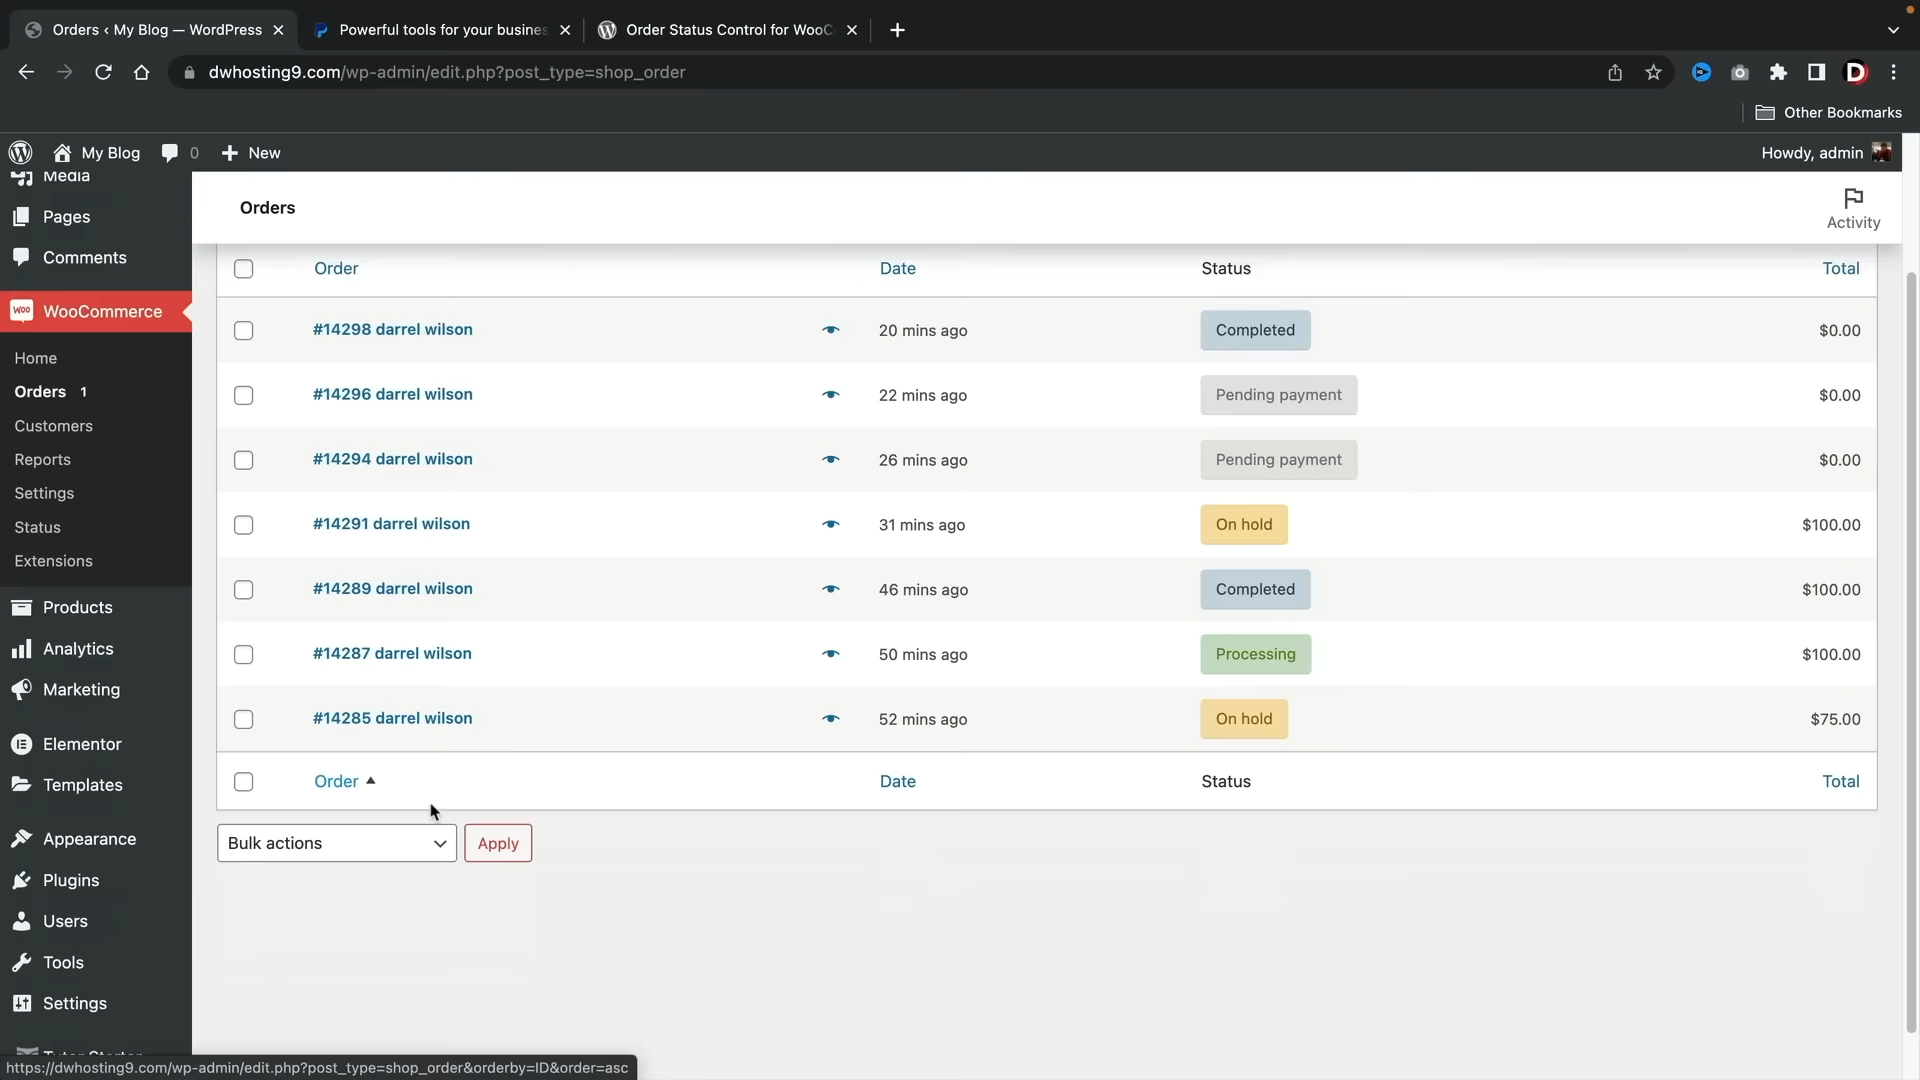 Orders ‹ My Blog — WordPress
Powerful tools for your busines
Order Status Control for WooC
dwhosting9.com/wp-admin/edit.php?post_type=shop_order
Other Bookmarks
My Blog
0
New
Howdy, admin
Media
Pages
Comments
WooCommerce
Home
Orders 1
Customers
Reports
Settings
Status
Extensions
Products
Analytics
Marketing
Elementor
Templates
Appearance
Plugins
Users
Tools
Settings
Orders
Activity
Order Date Status Total
#14298 darrel wilson 20 mins ago Completed $0.00
#14296 darrel wilson 22 mins ago Pending payment $0.00
#14294 darrel wilson 26 mins ago Pending payment $0.00
#14291 darrel wilson 31 mins ago On hold $100.00
#14289 darrel wilson 46 mins ago Completed $100.00
#14287 darrel wilson 50 mins ago Processing $100.00
#14285 darrel wilson 52 mins ago On hold $75.00
Order Date Status Total
Bulk actions
Apply
https://dwhosting9.com/wp-admin/edit.php?post_type=shop_order&orderby=ID&order=asc